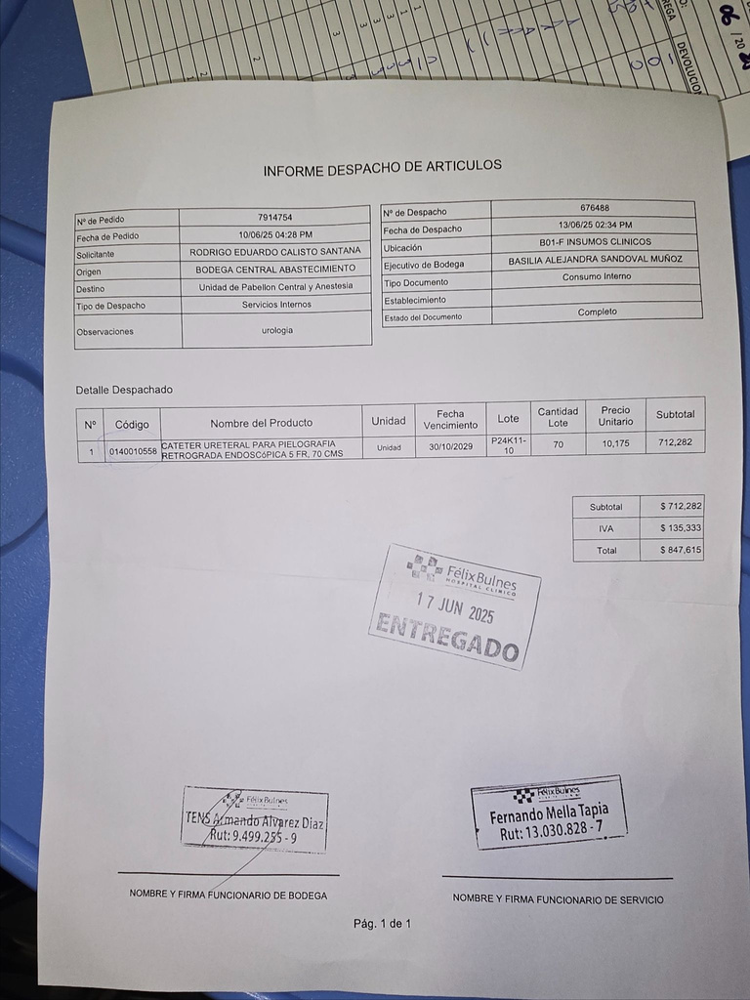 DEVOLUCION
INFORME DESPACHO DE ARTICULOS
Nº de Pedido 7914754
Fecha de Pedido 10/06/25 04:28 PM
Solicitante RODRIGO EDUARDO CALISTO SANTANA
Origen BODEGA CENTRAL ABASTECIMIENTO
Destino Unidad de Pabellon Central y Anestesia
Tipo de Despacho Servicios Internos
Observaciones urologia
Nº de Despacho 676488
Fecha de Despacho 13/06/25 02:34 PM
Ubicación B01-F INSUMOS CLINICOS
Ejecutivo de Bodega BASILIA ALEJANDRA SANDOVAL MUÑOZ
Tipo Documento Consumo Interno
Establecimiento
Estado del Documento Completo
Detalle Despachado
Nº Código Nombre del Producto Unidad Fecha Vencimiento Lote Cantidad Lote Precio Unitario Subtotal
1 0140010558 CATETER URETERAL PARA PIELOGRAFIA RETROGRADA ENDOSCóPICA 5 FR, 70 CMS Unidad 30/10/2029 P24K11-10 70 10,175 712,282
Subtotal $ 712,282
IVA $ 135,333
Total $ 847,615
FélixBulnes
HOSPITAL CLINICO
17 JUN 2025
ENTREGADO
FélixBulnes
TENS Armando Alvarez Diaz
Rut: 9.499.255-9
FélixBulnes
Fernando Mella Tapia
Rut: 13.030.828-7
NOMBRE Y FIRMA FUNCIONARIO DE BODEGA
NOMBRE Y FIRMA FUNCIONARIO DE SERVICIO
Pág. 1 de 1